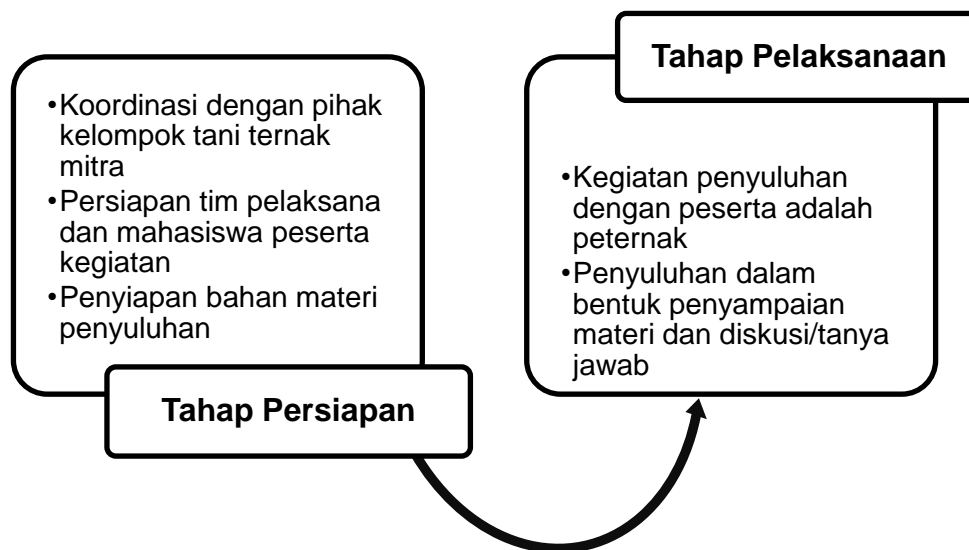 •Koordinasi dengan pihak
kelompok tani ternak
mitra
•Persiapan tim pelaksana
dan mahasiswa peserta
kegiatan
•Penyiapan bahan materi
penyuluhan
Tahap Persiapan
Tahap Pelaksanaan
•Kegiatan penyuluhan
dengan peserta adalah
peternak
•Penyuluhan dalam
bentuk penyampaian
materi dan diskusi/tanya
jawab